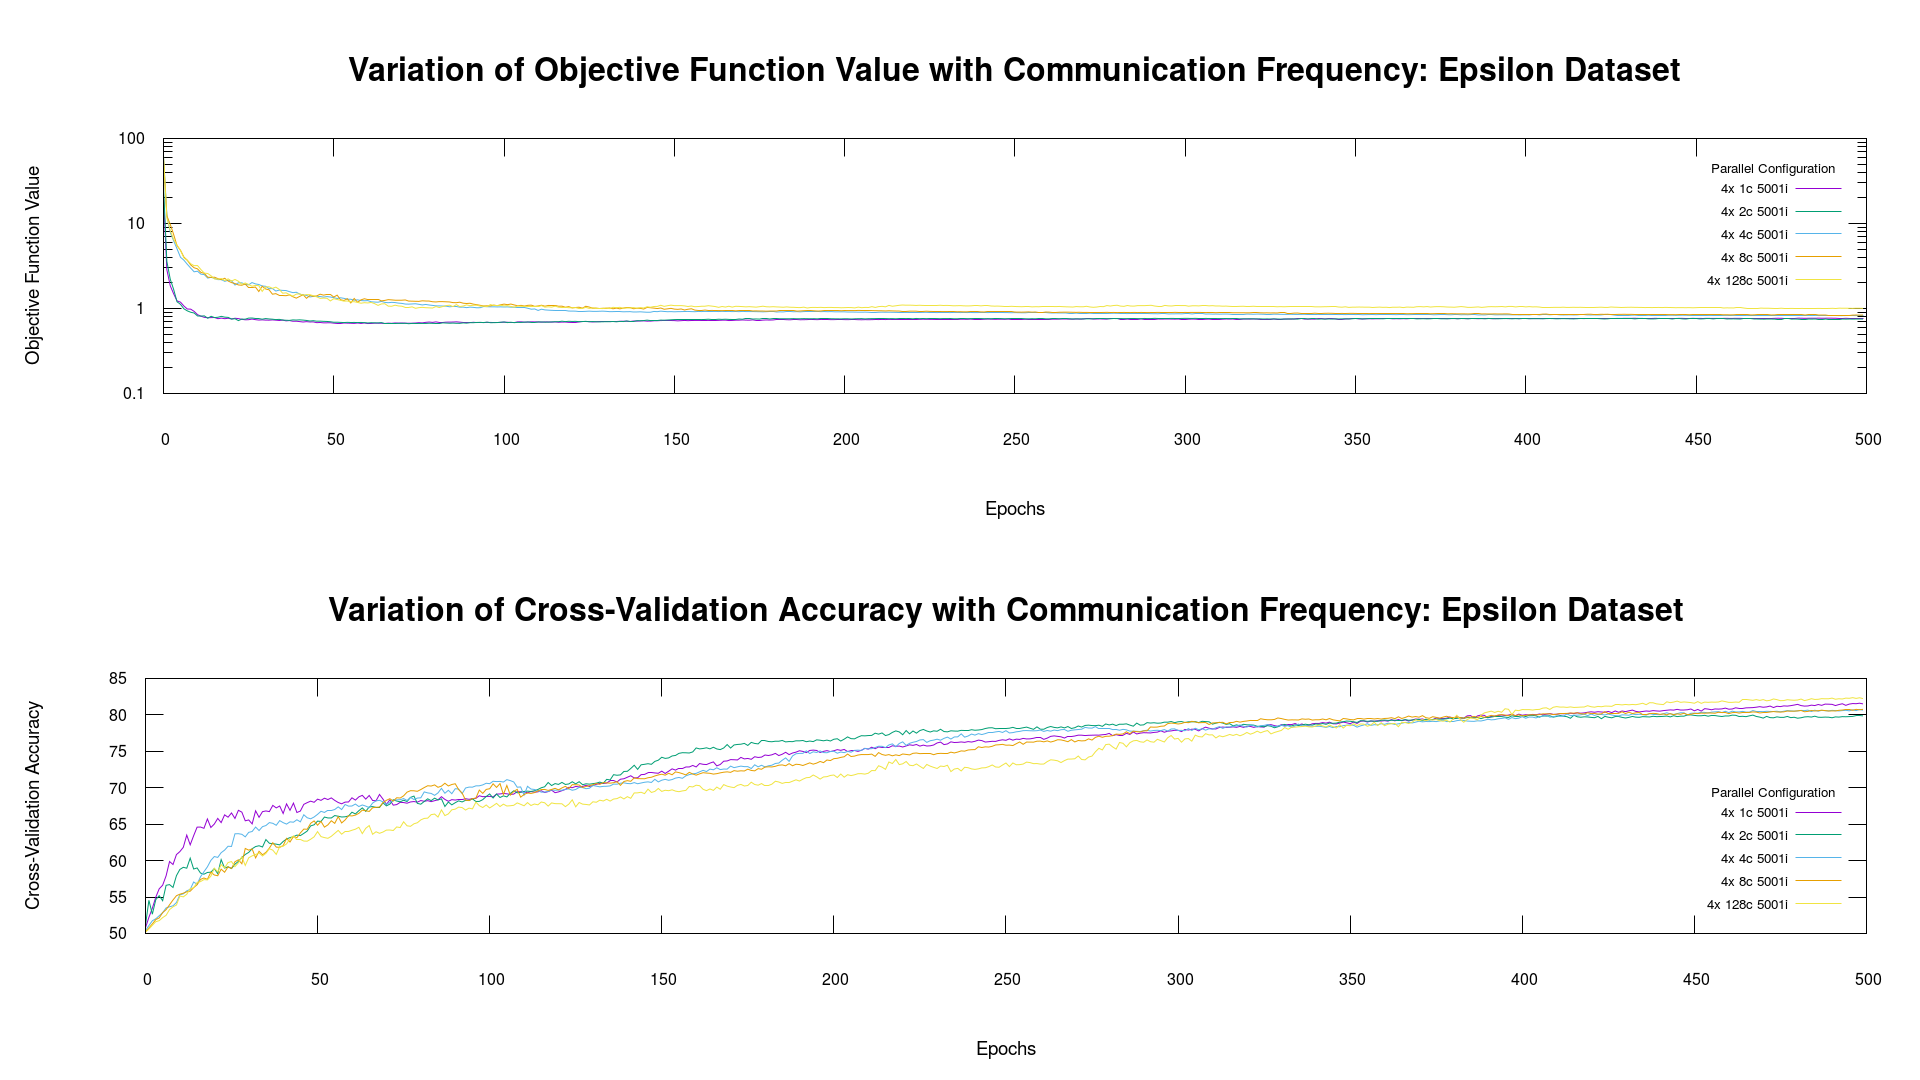 Variation of Objective Function Value with Communication Frequency: Epsilon Dataset
Objective Function Value
100
10
1
0.1
Parallel Configuration
4x 1c 5001i
4x 2c 5001i
4x 4c 5001i
4x 8c 5001i
4x 128c 5001i
0 50 100 150 200 250 300 350 400 450 500
Epochs
Variation of Cross-Validation Accuracy with Communication Frequency: Epsilon Dataset
Cross-Validation Accuracy
85
80
75
70
65
60
55
50
Parallel Configuration
4x 1c 5001i
4x 2c 5001i
4x 4c 5001i
4x 8c 5001i
4x 128c 5001i
0 50 100 150 200 250 300 350 400 450 500
Epochs